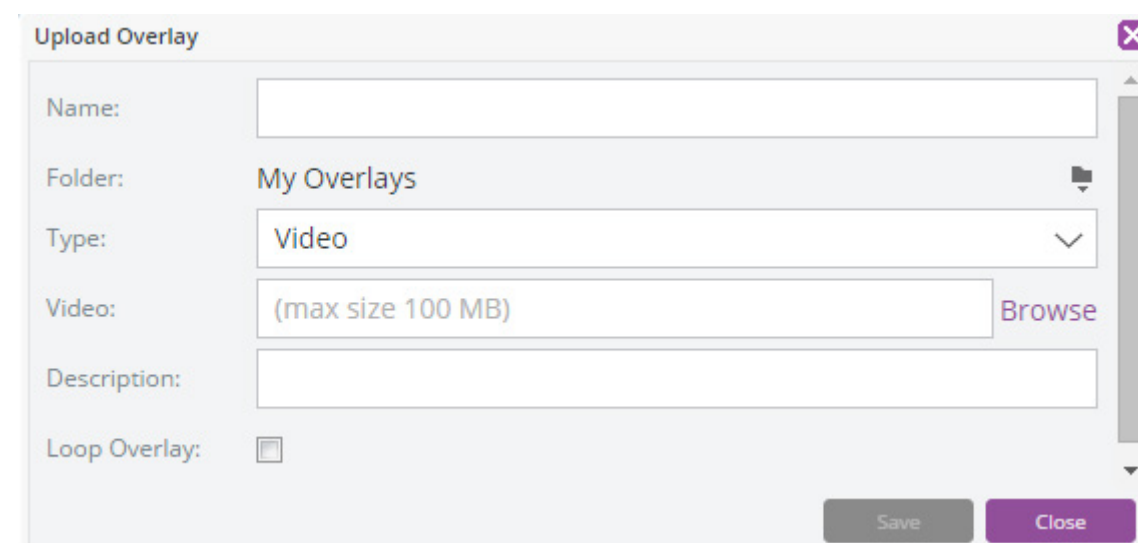 Upload Overlay
Name:
Folder: My Overlays
Type: Video
Video: (max size 100 MB) Browse
Description:
Loop Overlay:
Save Close